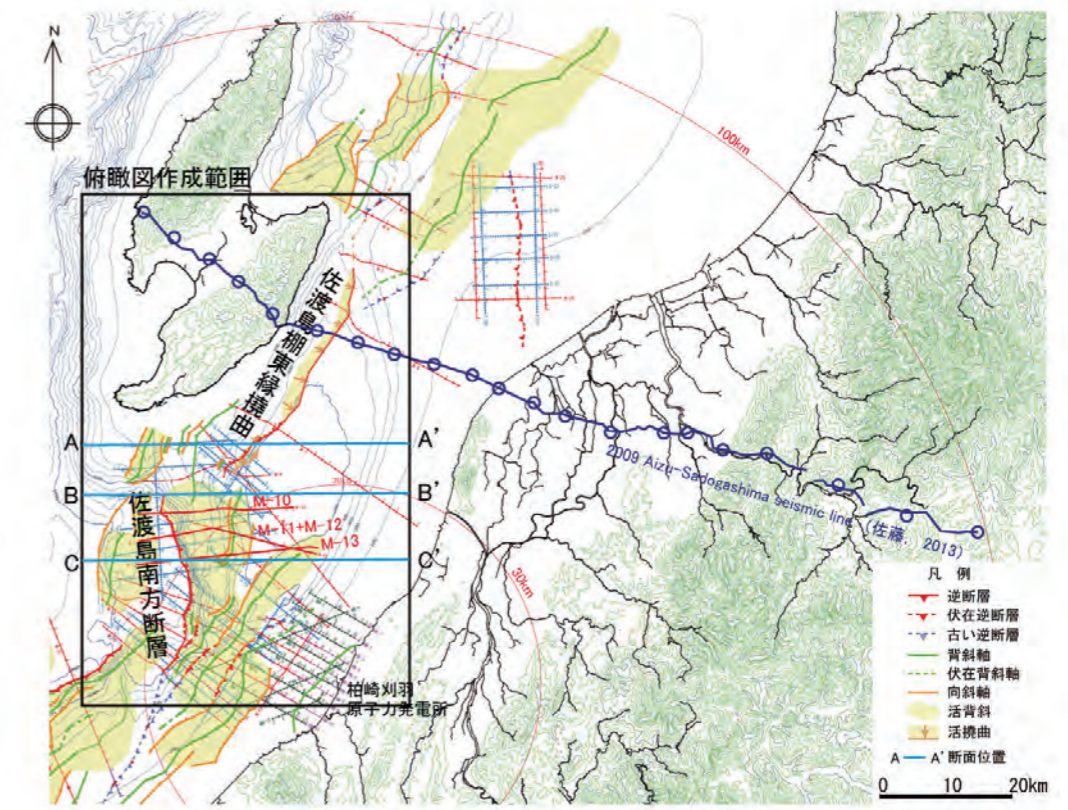 N
50km
100km
俯瞰図作成範囲
佐渡島棚東縁撓曲
A A'
B B'
佐渡島南方断層
M-10
M-11+M-12
M-13
C C'
2009 Aizu-Sadogashima seismic line (佐藤, 2013)
30km
柏崎刈羽
原子力発電所
凡 例
逆断層
伏在逆断層
古い逆断層
背斜軸
伏在背斜軸
向斜軸
活背斜
活撓曲
A A' 断面位置
0 10 20km